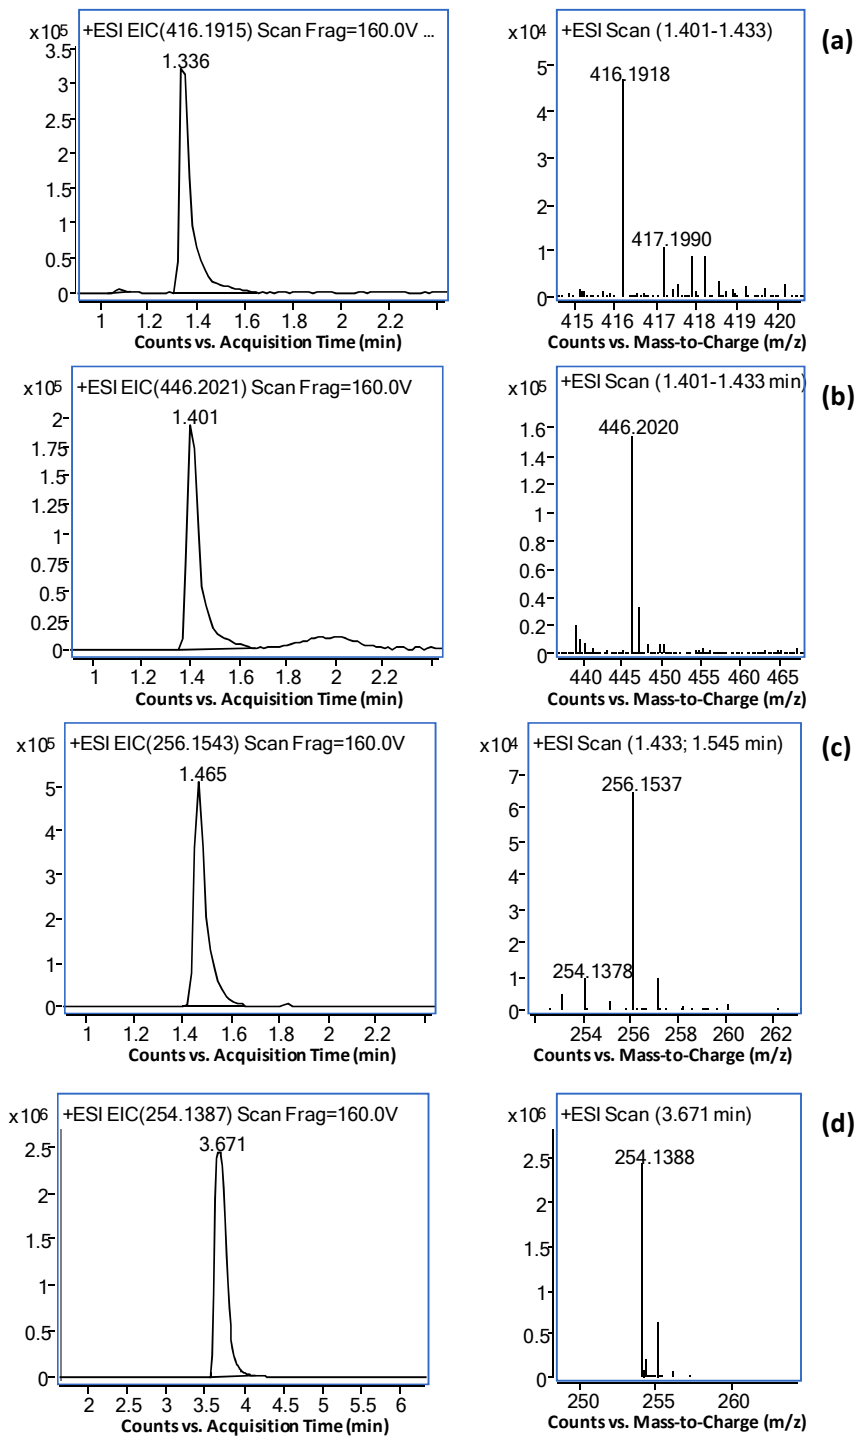 x10⁵
+ESI EIC(416.1915) Scan Frag=160.0V ...
1.336
3.5
3
2.5
2
1.5
1
0.5
0
1 1.2 1.4 1.6 1.8 2 2.2
Counts vs. Acquisition Time (min)
x10⁴
+ESI Scan (1.401-1.433)
(a)
416.1918
417.1990
5
4
3
2
1
0
415 416 417 418 419 420
Counts vs. Mass-to-Charge (m/z)
x10⁵
+ESI EIC(446.2021) Scan Frag=160.0V
1.401
2
1.75
1.5
1.25
1
0.75
0.5
0.25
0
1 1.2 1.4 1.6 1.8 2 2.2
Counts vs. Acquisition Time (min)
x10⁵
+ESI Scan (1.401-1.433 min)
(b)
446.2020
1.6
1.4
1.2
1
0.8
0.6
0.4
0.2
0
440 445 450 455 460 465
Counts vs. Mass-to-Charge (m/z)
x10⁵
+ESI EIC(256.1543) Scan Frag=160.0V
1.465
5
4
3
2
1
0
1 1.2 1.4 1.6 1.8 2 2.2
Counts vs. Acquisition Time (min)
x10⁴
+ESI Scan (1.433; 1.545 min)
(c)
256.1537
254.1378
7
6
5
4
3
2
1
0
254 256 258 260 262
Counts vs. Mass-to-Charge (m/z)
x10⁶
+ESI EIC(254.1387) Scan Frag=160.0V
3.671
2.5
2
1.5
1
0.5
0
2 2.5 3 3.5 4 4.5 5 5.5 6
Counts vs. Acquisition Time (min)
x10⁶
+ESI Scan (3.671 min)
(d)
254.1388
2.5
2
1.5
1
0.5
0
250 255 260
Counts vs. Mass-to-Charge (m/z)